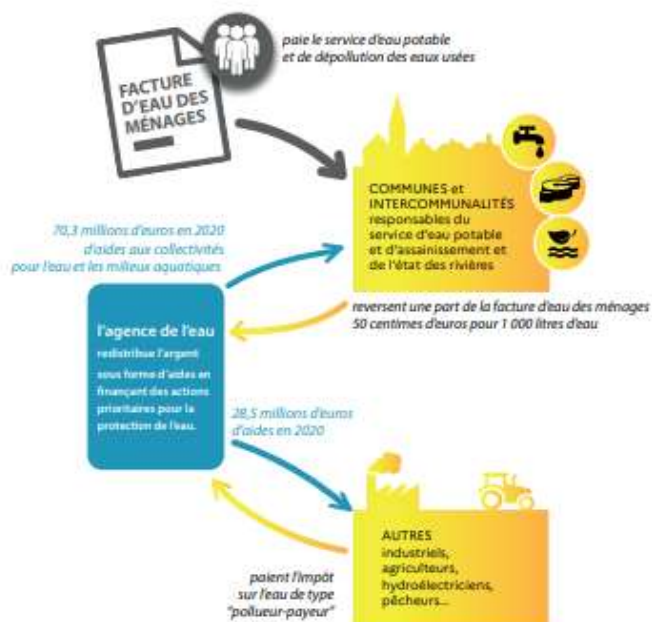 paie le service d'eau potable
et de dépollution des eaux usées
FACTURE
D'EAU DES
MÉNAGES
COMMUNES et
INTERCOMMUNALITÉS
responsables du
service d'eau potable
et d'assainissement et
de l'état des rivières
70,3 millions d'euros en 2020
d'aides aux collectivités
pour l'eau et les milieux aquatiques
reversent une part de la facture d'eau des ménages
50 centimes d'euros pour 1 000 litres d'eau
l'agence de l'eau
redistribue l'argent
sous forme d'aides en
finançant des actions
prioritaires pour la
protection de l'eau.
28,5 millions d'euros
d'aides en 2020
AUTRES
industriels,
agriculteurs,
hydroélectriciens,
pêcheurs...
paient l'impôt
sur l'eau de type
"pollueur-payeur"